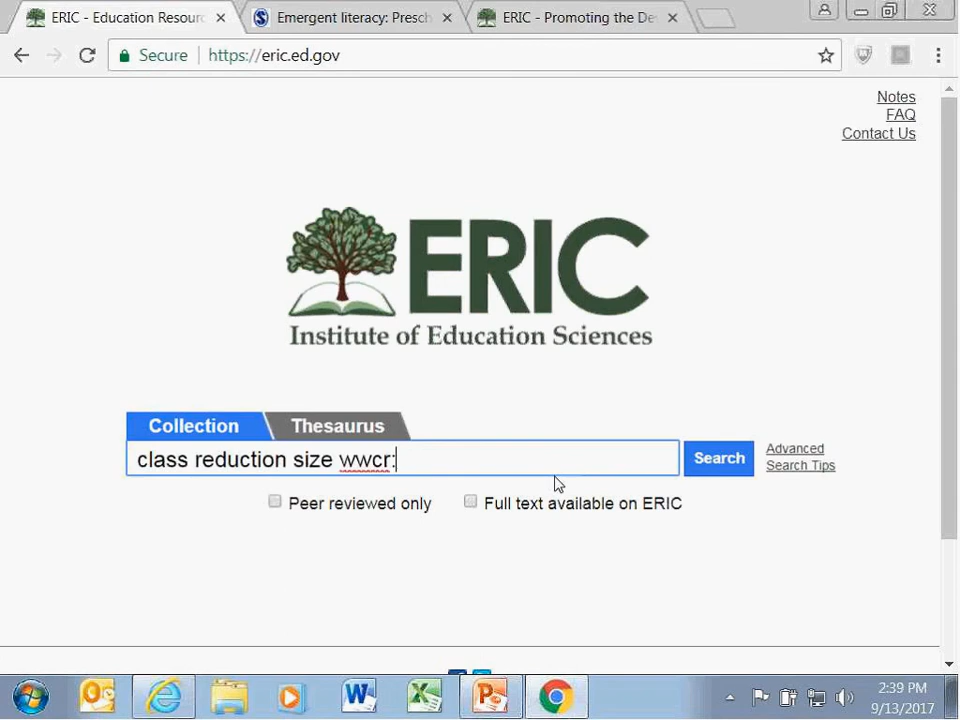 ERIC - Education Resourc
Emergent literacy: Presch
ERIC - Promoting the De
Secure
https://eric.ed.gov
Notes
FAQ
Contact Us
ERIC
Institute of Education Sciences
Collection
Thesaurus
class reduction size wwcr:
Search
Advanced
Search Tips
Peer reviewed only
Full text available on ERIC
2:39 PM
9/13/2017